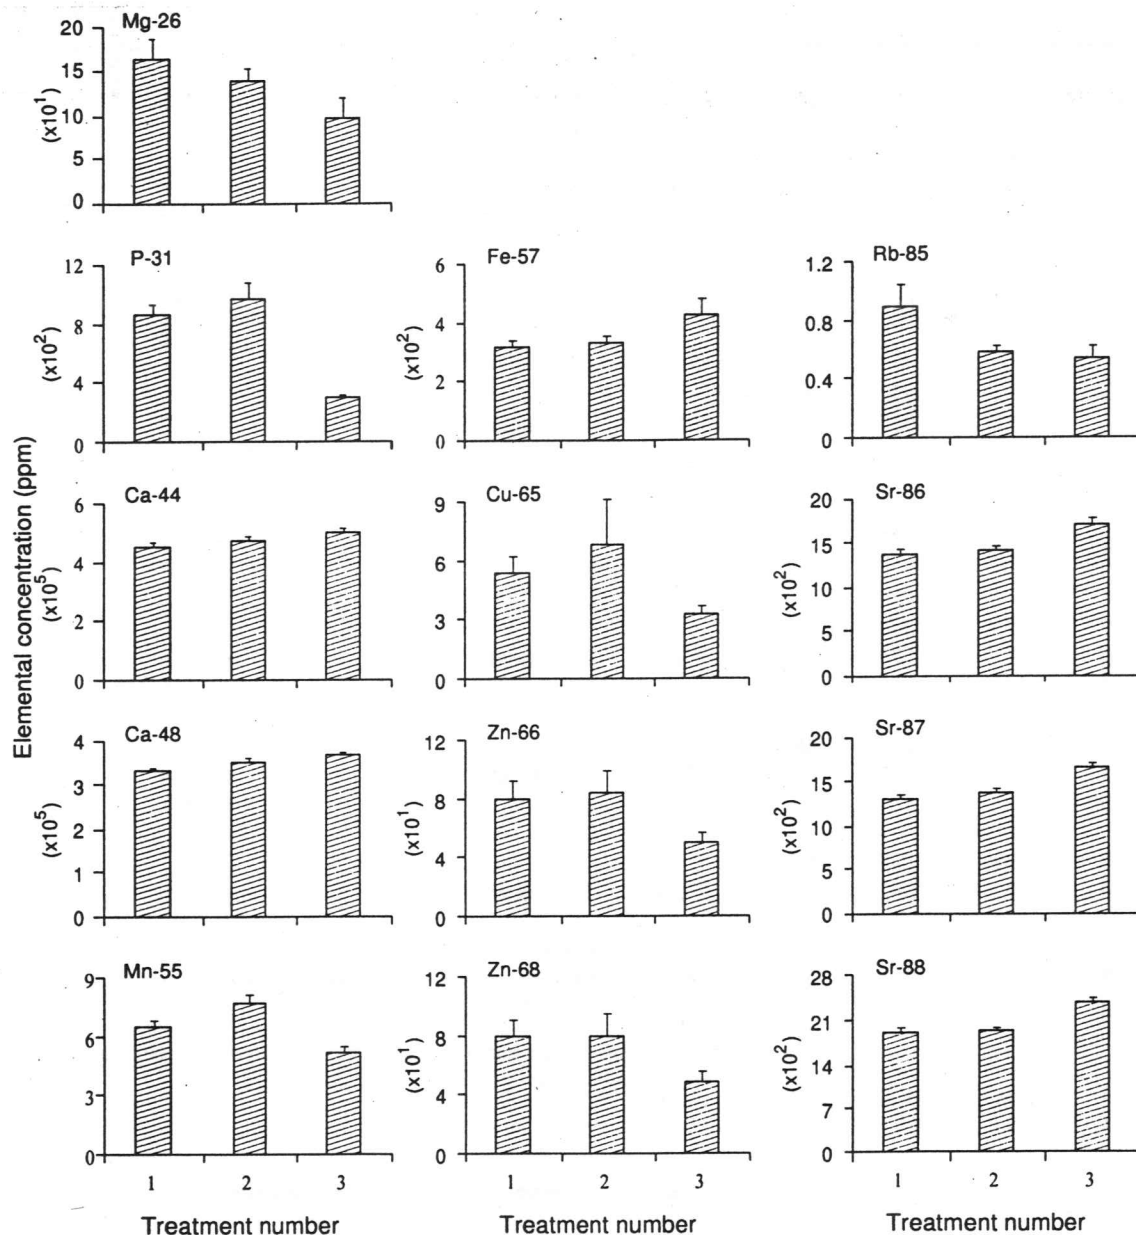 Elemental concentration (ppm)
Mg-26
(x10¹)
20
15
10
5
0
P-31
(x10²)
12
8
4
0
Fe-57
(x10²)
6
4
2
0
Rb-85
1.2
0.8
0.4
0
Ca-44
(x10⁵)
6
4
2
0
Cu-65
9
6
3
0
Sr-86
(x10²)
20
15
10
5
0
Ca-48
(x10⁵)
4
3
2
1
0
Zn-66
(x10¹)
12
8
4
0
Sr-87
(x10²)
20
15
10
5
0
Mn-55
9
6
3
0
1 2 3
Treatment number
Zn-68
(x10¹)
12
8
4
0
1 2 3
Treatment number
Sr-88
(x10²)
28
21
14
7
0
1 2 3
Treatment number